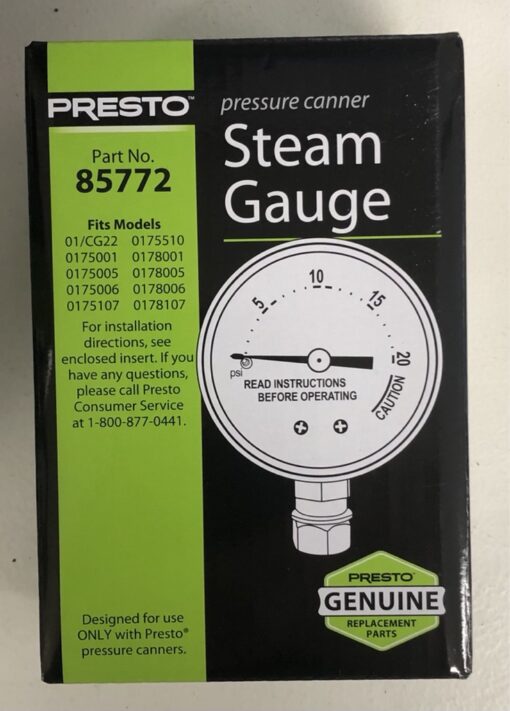 PRESTO™
Part No.
85772
Fits Models
01/CG22 0175510
0175001 0178001
0175005 0178005
0175006 0178006
0175107 0178107
For installation
directions, see
enclosed insert. If you
have any questions,
please call Presto
Consumer Service
at 1-800-877-0441.
Designed for use
ONLY with Presto®
pressure canners.
pressure canner
Steam
Gauge
5
10
15
20
psi
CAUTION
READ INSTRUCTIONS
BEFORE OPERATING
PRESTO
GENUINE
REPLACEMENT
PARTS